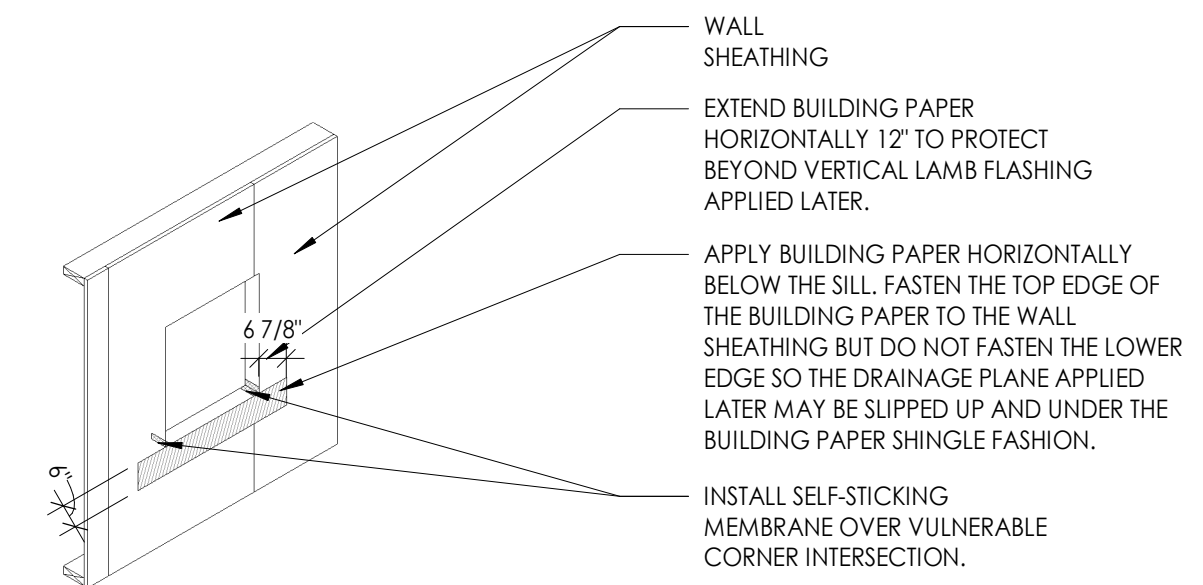 WALL
SHEATHING
EXTEND BUILDING PAPER
HORIZONTALLY 12" TO PROTECT
BEYOND VERTICAL LAMB FLASHING
APPLIED LATER.
APPLY BUILDING PAPER HORIZONTALLY
BELOW THE SILL. FASTEN THE TOP EDGE OF
THE BUILDING PAPER TO THE WALL
SHEATHING BUT DO NOT FASTEN THE LOWER
EDGE SO THE DRAINAGE PLANE APPLIED
LATER MAY BE SLIPPED UP AND UNDER THE
BUILDING PAPER SHINGLE FASHION.
INSTALL SELF-STICKING
MEMBRANE OVER VULNERABLE
CORNER INTERSECTION.
6 7/8"
6"